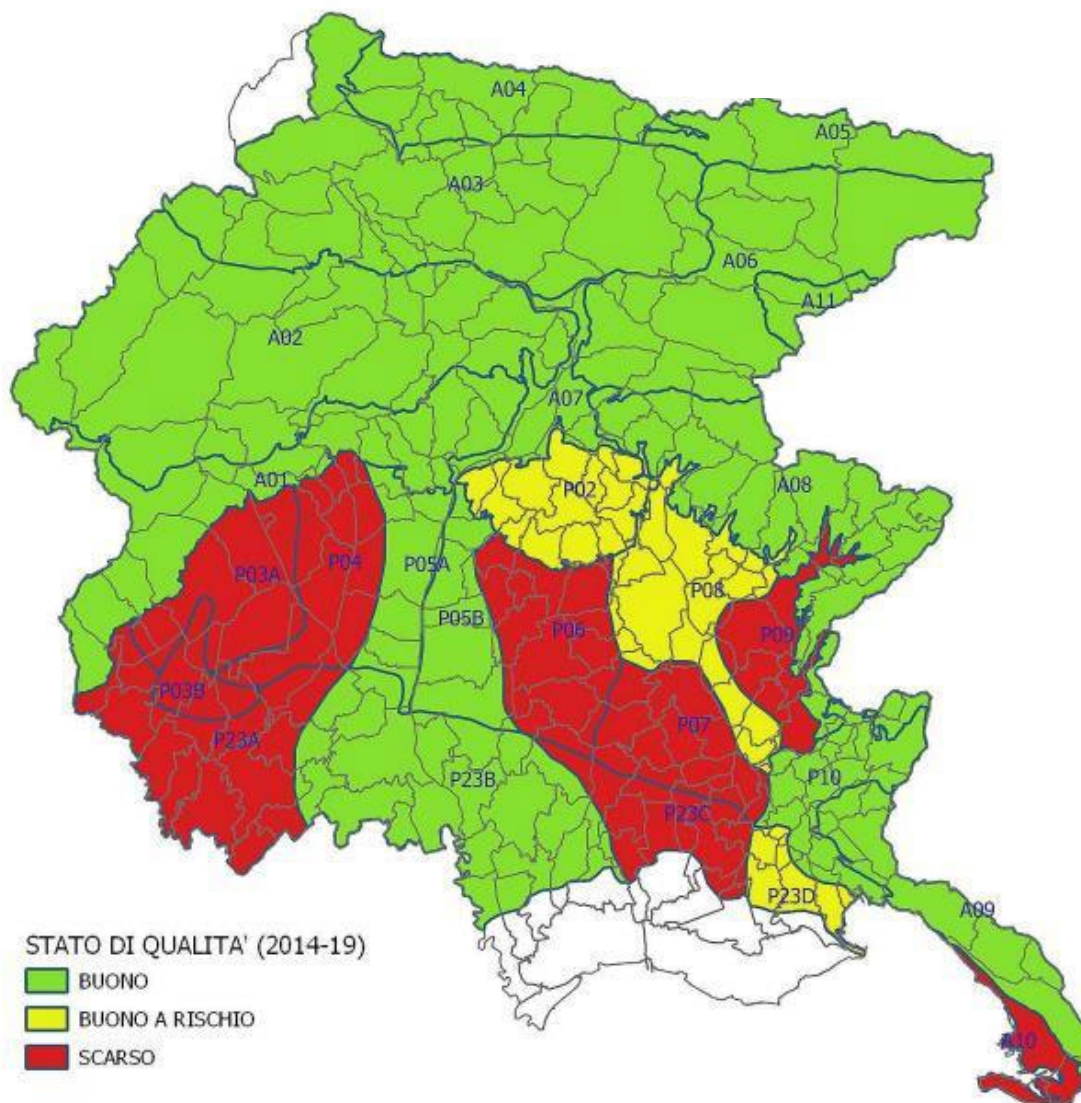 A04
A05
A03
A06
A11
A02
A07
A01
P02
A08
P03A
P04
P05A
P08
P05B
P06
P09
P03B
P07
P23A
P23B
P10
P23C
P23D
A09
STATO DI QUALITA' (2014-19)
BUONO
BUONO A RISCHIO
A10
SCARSO